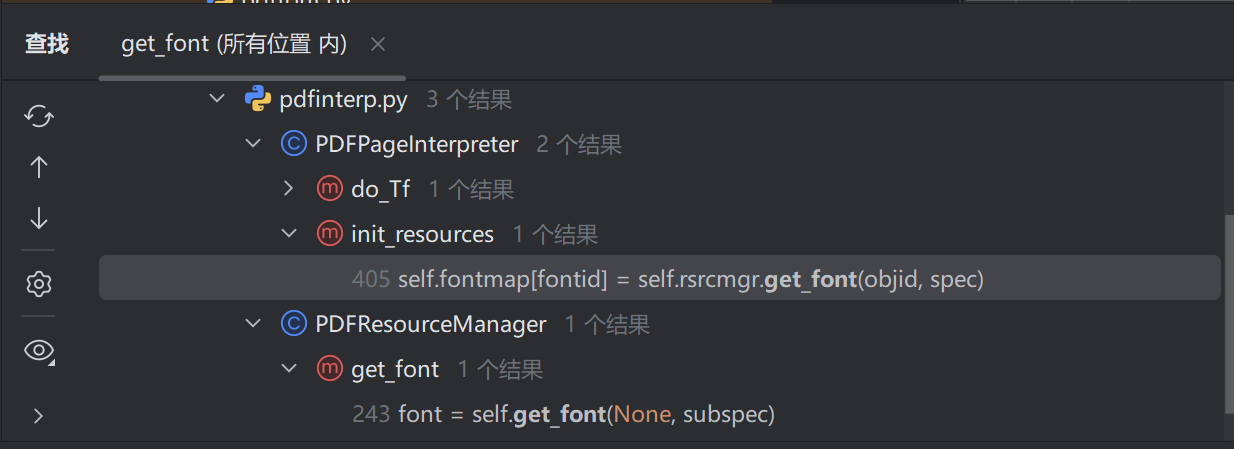 查找 get_font (所有位置 内)
pdfinterp.py 3 个结果
PDFPageInterpreter 2 个结果
do_Tf 1 个结果
init_resources 1 个结果
405 self.fontmap[fontid] = self.rsrcmgr.get_font(objid, spec)
PDFResourceManager 1 个结果
get_font 1 个结果
243 font = self.get_font(None, subspec)